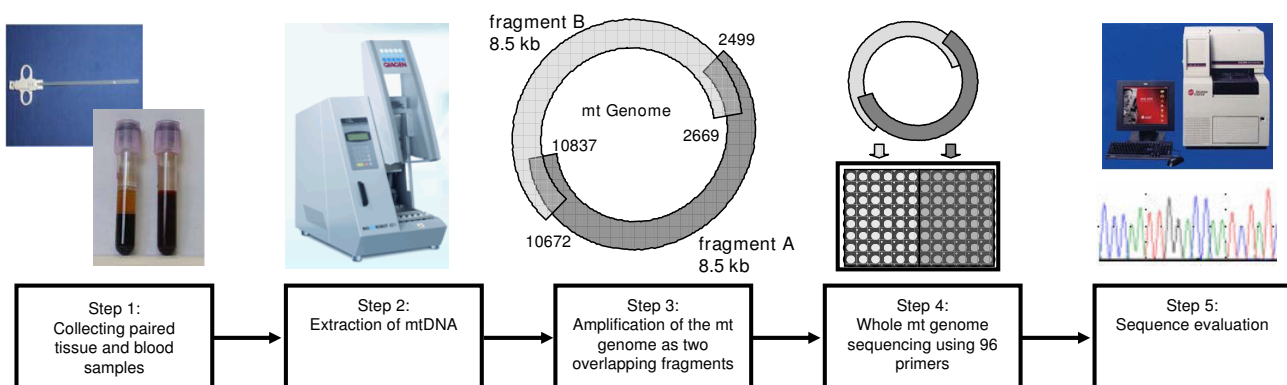 fragment B
8.5 kb
2499
mt Genome
2669
10837
10672
fragment A
8.5 kb
QIAGEN
Step 1:
Collecting paired
tissue and blood
samples
Step 2:
Extraction of mtDNA
Step 3:
Amplification of the mt
genome as two
overlapping fragments
Step 4:
Whole mt genome
sequencing using 96
primers
Step 5:
Sequence evaluation